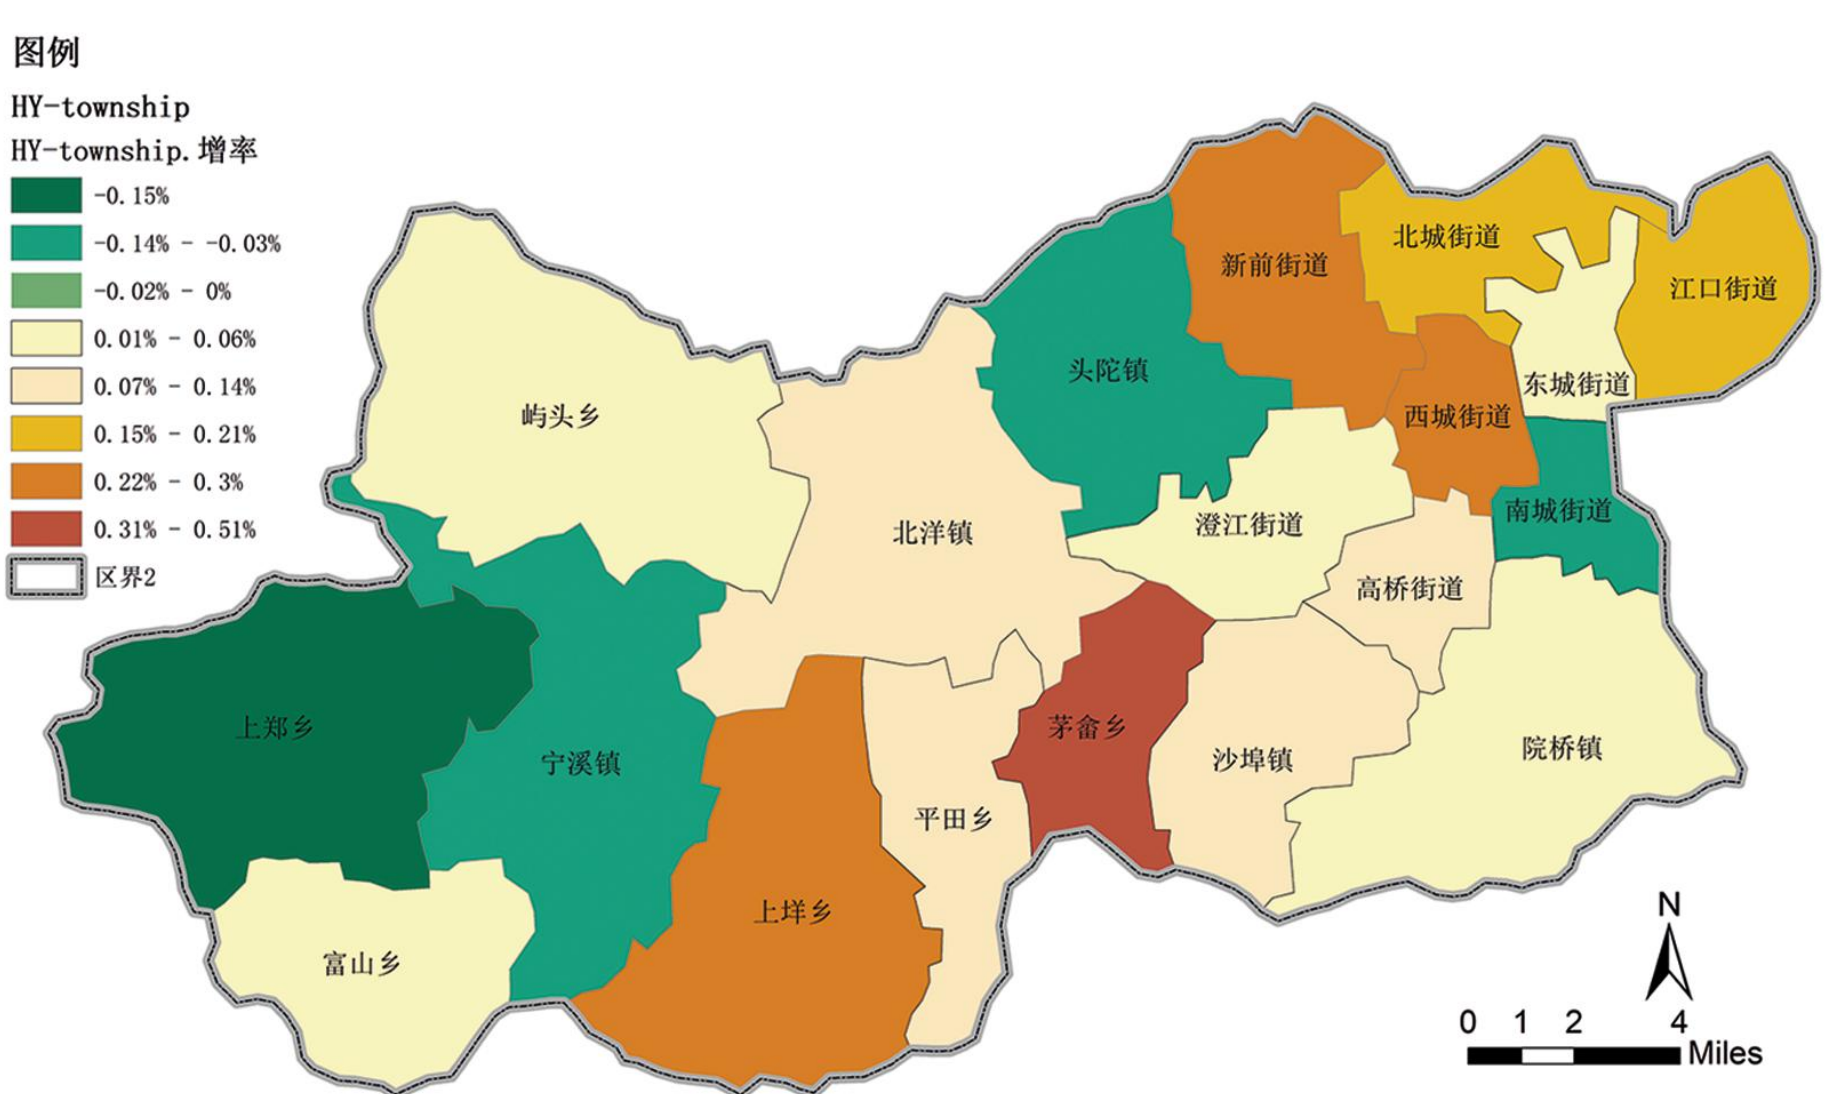 图例
HY-township
HY-township.增率
-0.15%
-0.14% - -0.03%
-0.02% - 0%
0.01% - 0.06%
0.07% - 0.14%
0.15% - 0.21%
0.22% - 0.3%
0.31% - 0.51%
区界2
北城街道
新前街道
江口街道
头陀镇
东城街道
屿头乡
西城街道
南城街道
澄江街道
北洋镇
高桥街道
上郑乡
茅畲乡
院桥镇
沙埠镇
宁溪镇
平田乡
上垟乡
富山乡
N
0 1 2 4
Miles